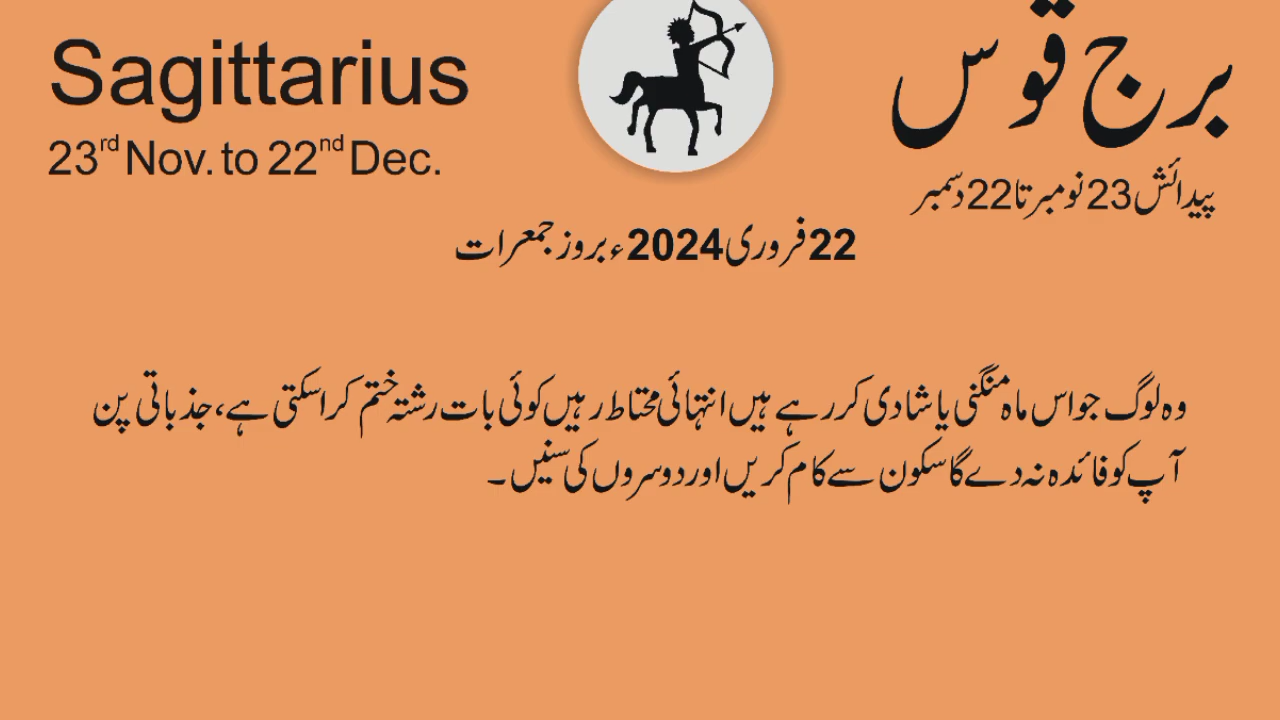 Sagittarius
23rd Nov. to 22nd Dec.
برج قوس
پیدائش 23 نومبر تا 22 دسمبر
22 فروری 2024ء بروز جمعرات
وہ لوگ جو اس ماہ منگنی یا شادی کر رہے ہیں انتہائی محتاط رہیں کوئی بات رشتہ ختم کرا سکتی ہے، جذباتی پن
آپ کو فائدہ نہ دے گا سکون سے کام کریں اور دوسروں کی سنیں۔